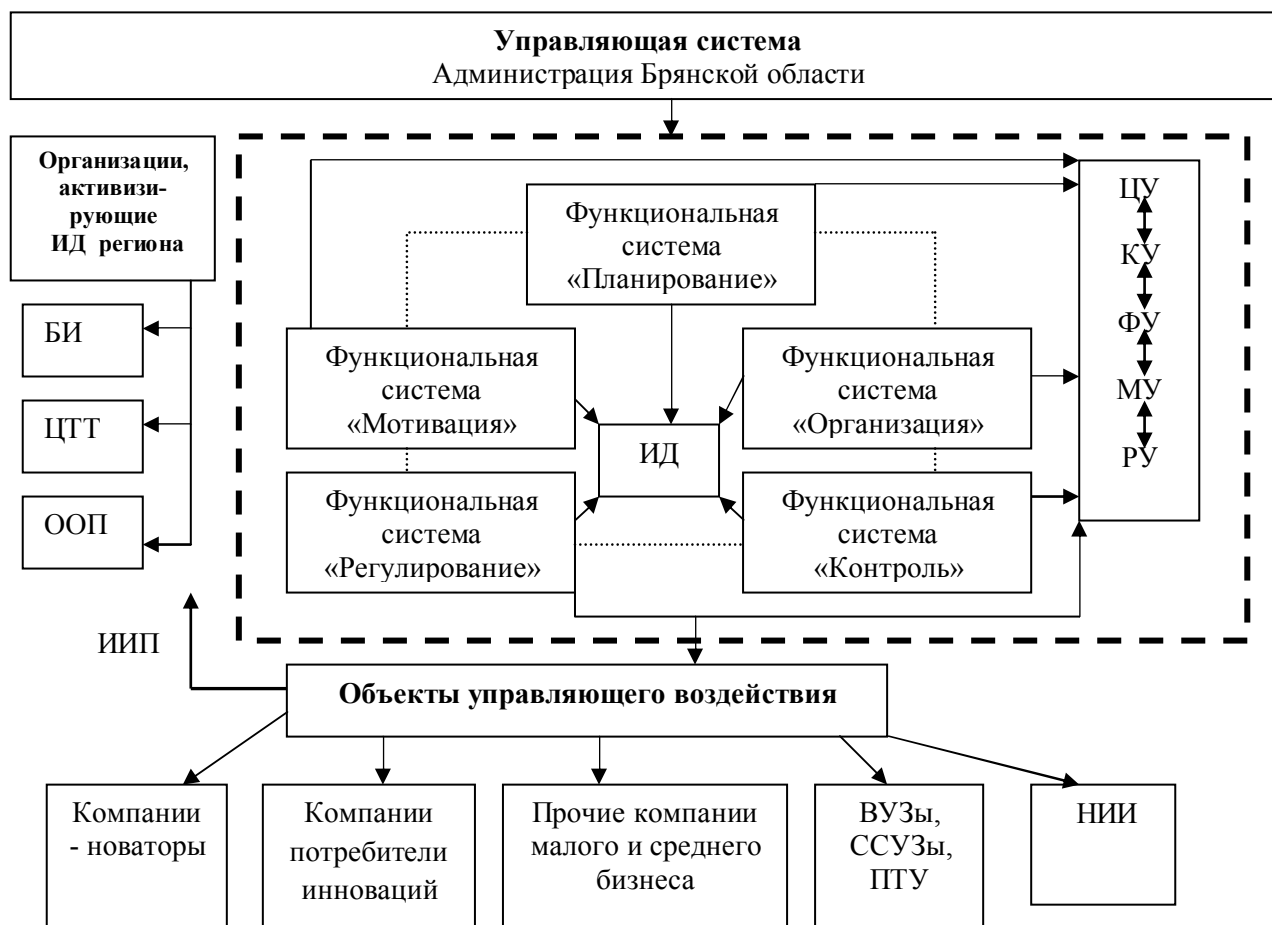 Управляющая система
Администрация Брянской области
Организации,
активизи-
рующие
ИД региона
БИ
ЦТТ
ООП
ИИП
Функциональная
система
«Планирование»
Функциональная
система
«Мотивация»
Функциональная
система
«Организация»
ИД
Функциональная
система
«Регулирование»
Функциональная
система
«Контроль»
ЦУ
КУ
ФУ
МУ
РУ
Объекты управляющего воздействия
Компании
- новаторы
Компании
потребители
инноваций
Прочие компании
малого и среднего
бизнеса
ВУЗы,
ССУЗы,
ПТУ
НИИ